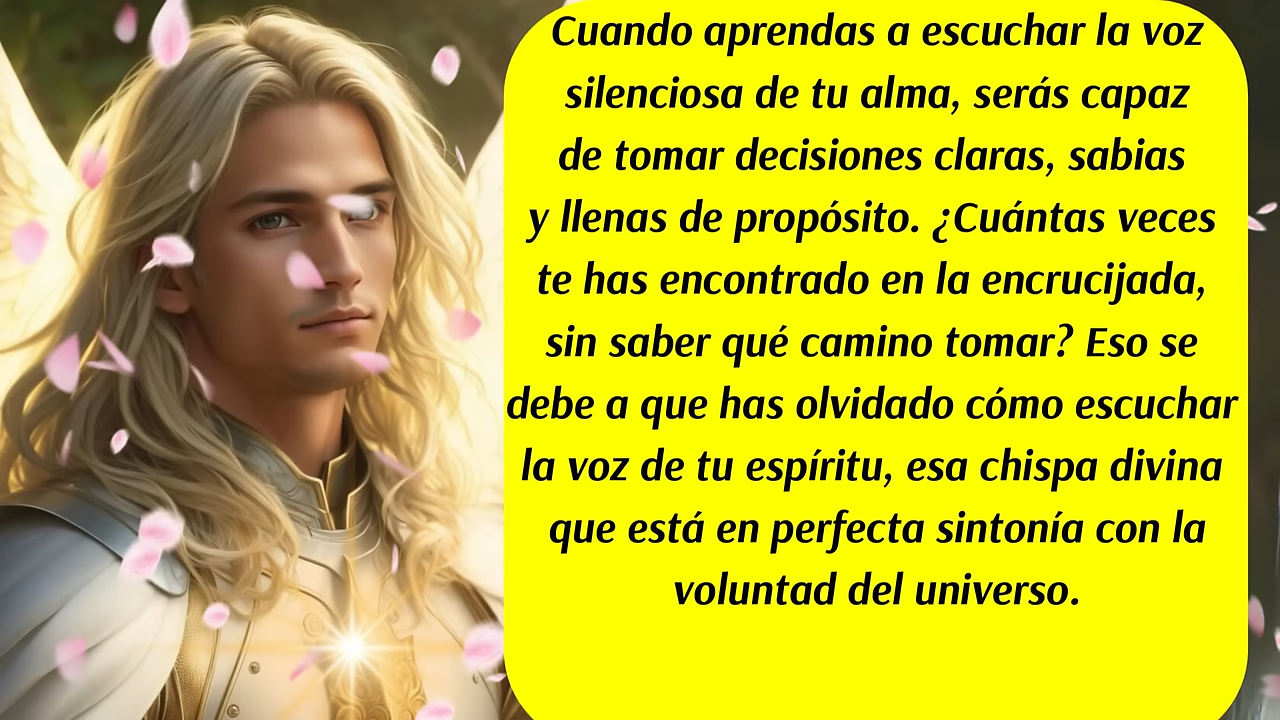 Cuando aprendas a escuchar la voz
silenciosa de tu alma, serás capaz
de tomar decisiones claras, sabias
y llenas de propósito. ¿Cuántas veces
te has encontrado en la encrucijada,
sin saber qué camino tomar? Eso se
debe a que has olvidado cómo escuchar
la voz de tu espíritu, esa chispa divina
que está en perfecta sintonía con la
voluntad del universo.